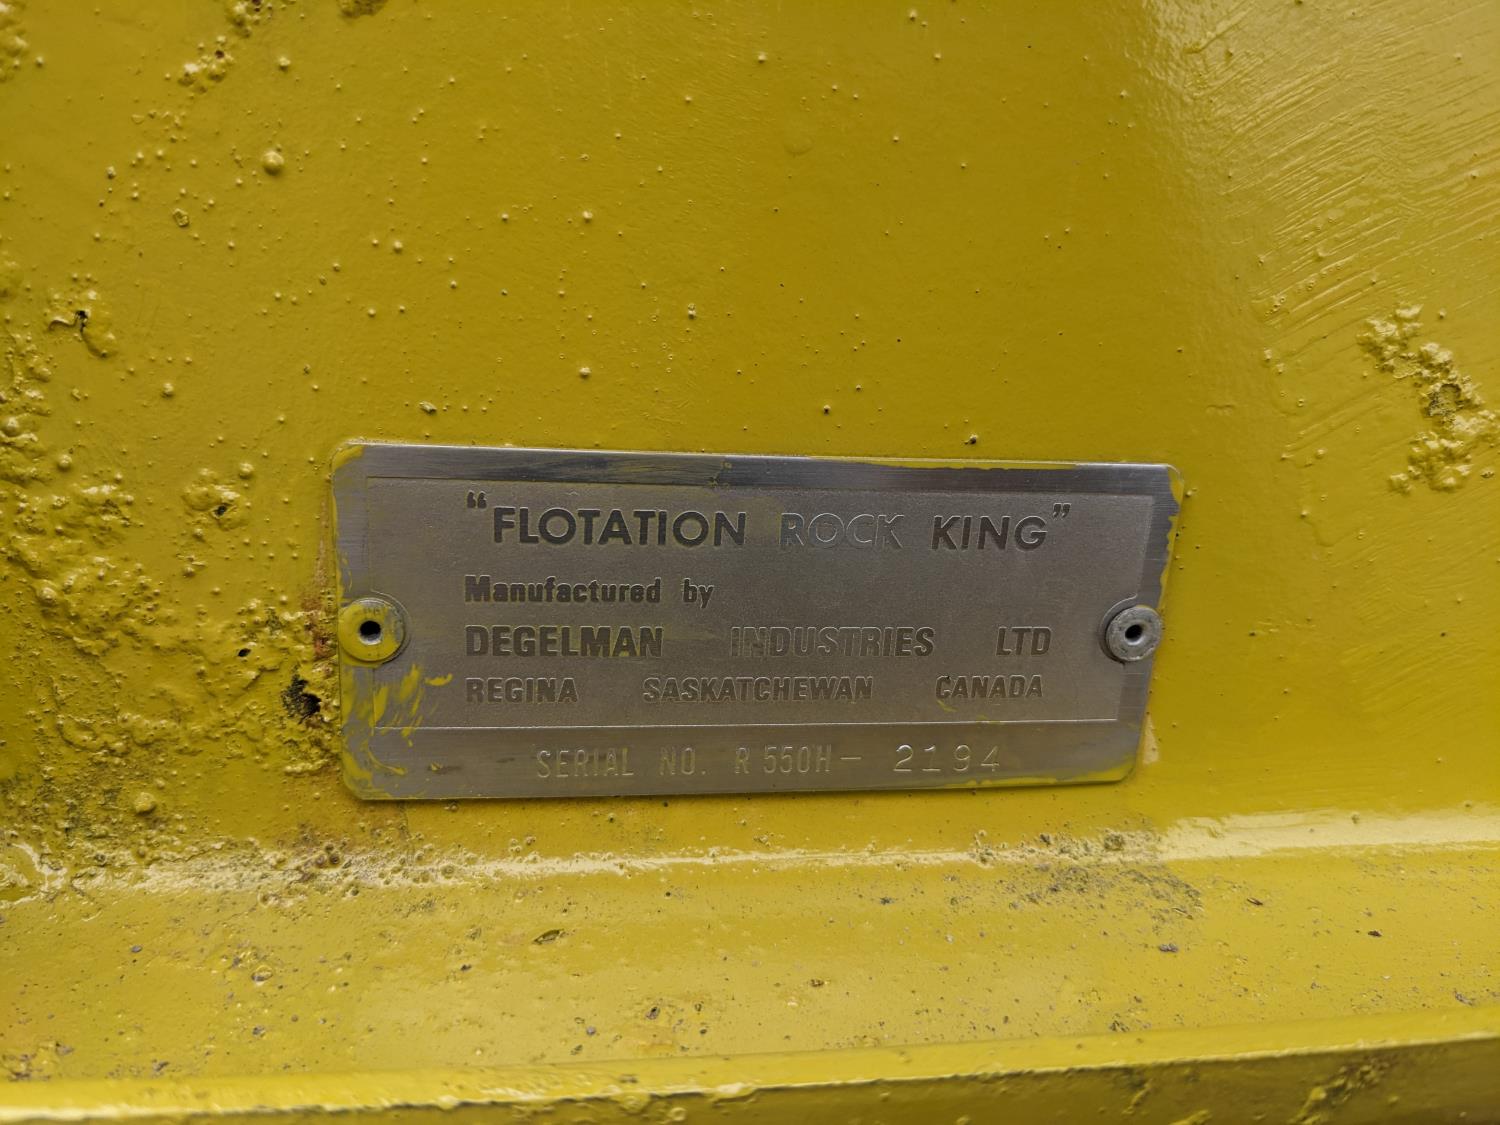 "FLOTATION ROCK KING"
Manufactured by
DEGELMAN INDUSTRIES LTD
REGINA SASKATCHEWAN CANADA
SERIAL NO. R 550H - 2194